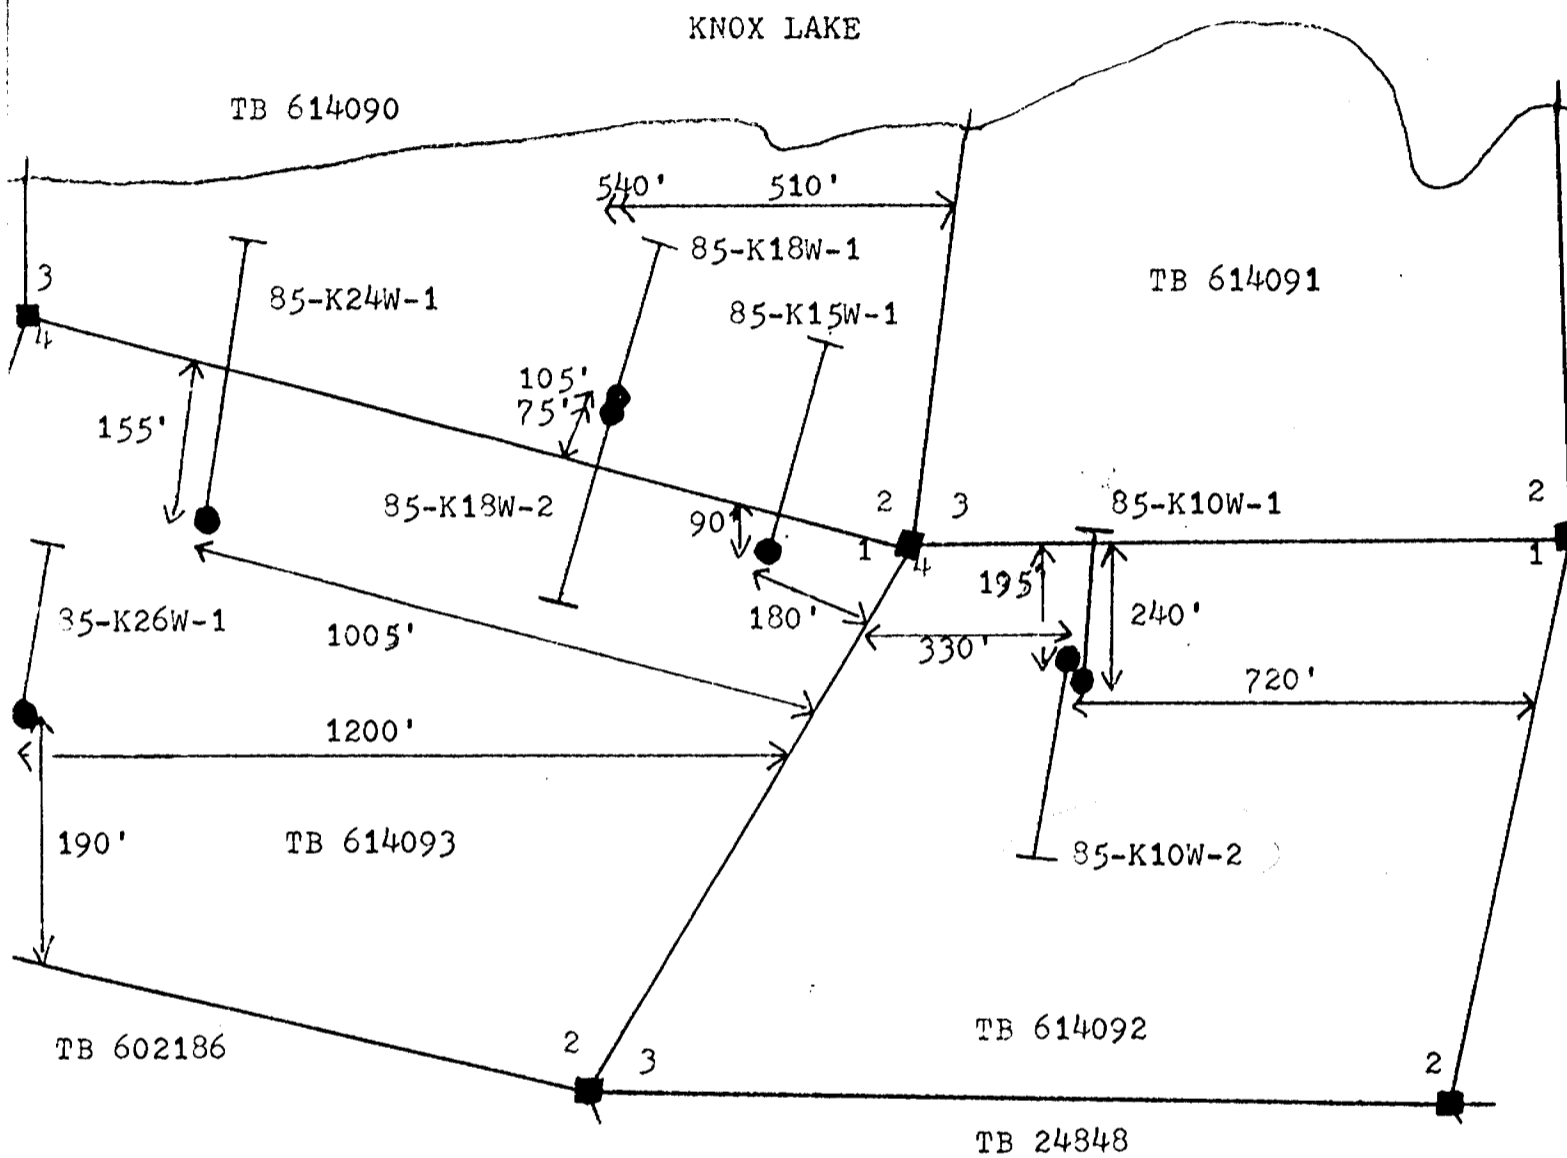 KNOX LAKE
TB 614090
540' 510'
85-K18W-1
3
TB 614091
85-K24W-1
85-K15W-1
4
105'
75'
155'
85-K18W-2
2 3
85-K10W-1
2
90'
1 4
1
195'
240'
180'
85-K26W-1
1005'
330'
720'
1200'
190'
TB 614093
85-K10W-2
TB 614092
TB 602186
2 3
2
TB 24848